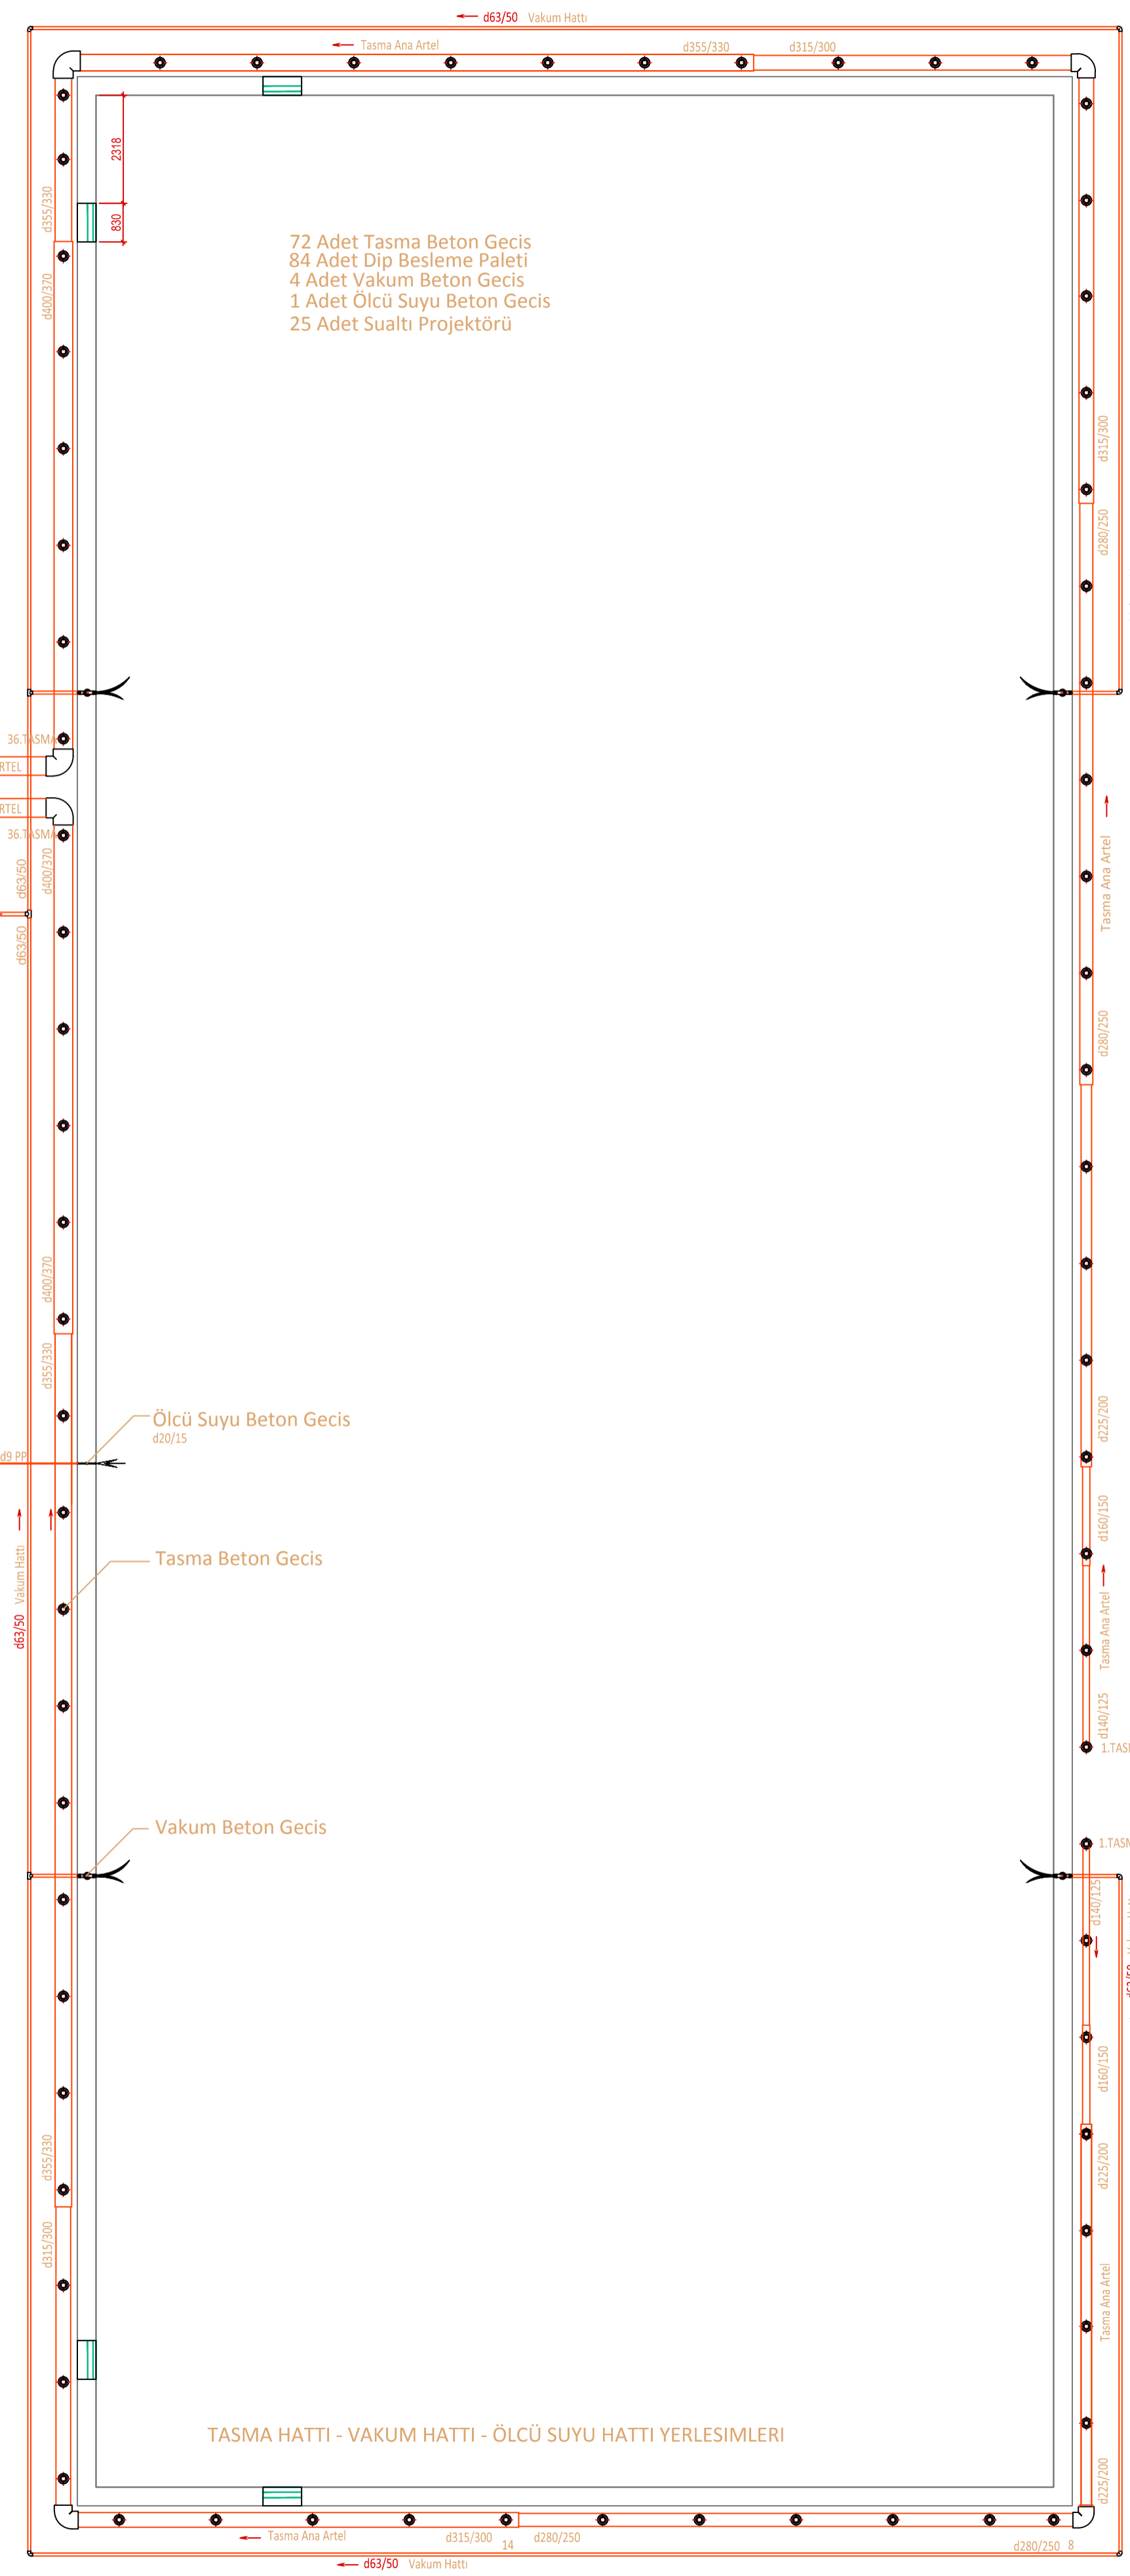 d63/50 Vakum Hattı
Tasma Ana Artel
d355/330
d315/300
2318
830
d355/330
d400/370
72 Adet Tasma Beton Gecis
84 Adet Dip Besleme Paleti
4 Adet Vakum Beton Gecis
1 Adet Ölcü Suyu Beton Gecis
25 Adet Sualtı Projektörü
d315/300
d280/250
36.TASMA
RTEL
RTEL
36.TASMA
d63/50
d400/370
d63/50
Tasma Ana Artel
d280/250
d400/370
d355/330
Ölcü Suyu Beton Gecis
d20/15
d9 PP
d225/200
d160/150
Vakum Hattı
d63/50
Tasma Beton Gecis
Tasma Ana Artel
d140/125
1.TAS
Vakum Beton Gecis
1.TASM
d140/125
d160/150
d225/200
d355/330
d315/300
Tasma Ana Artel
TASMA HATTI - VAKUM HATTI - ÖLCÜ SUYU HATTI YERLESIMLERI
d225/200
Tasma Ana Artel
d315/300
14
d280/250
d280/250
8
d63/50 Vakum Hattı